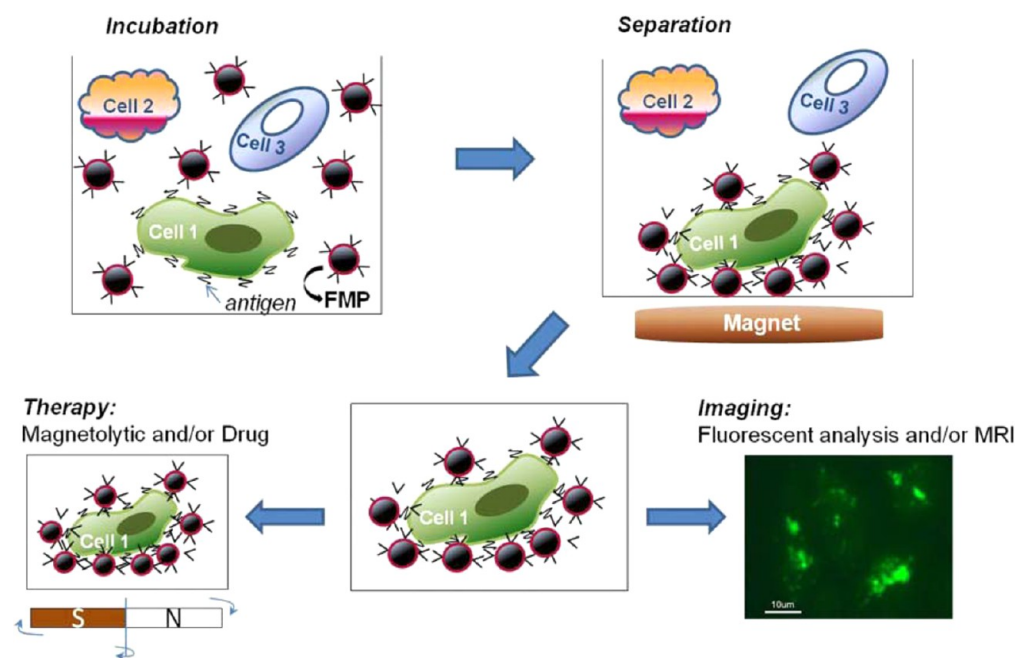 Incubation
Separation
Cell 2
Cell 3
Cell 1
antigen
FMP
Cell 2
Cell 3
Cell 1
Magnet
Therapy:
Magnetolytic and/or Drug
Cell 1
S N
Cell 1
Imaging:
Fluorescent analysis and/or MRI
10um